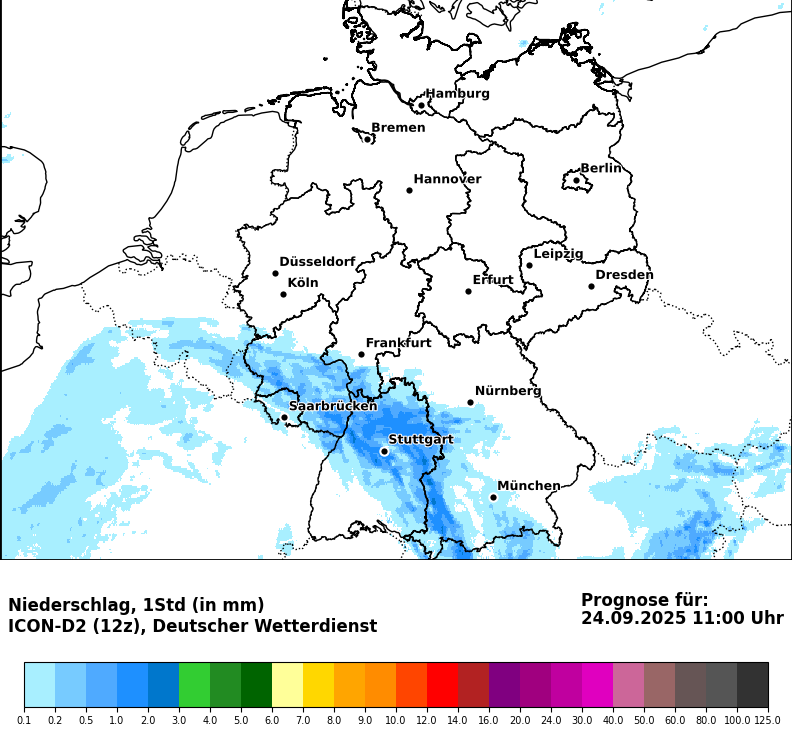 Hamburg
Bremen
Berlin
Hannover
Leipzig
Düsseldorf
Dresden
Köln
Erfurt
Frankfurt
Nürnberg
Saarbrücken
Stuttgart
München
Niederschlag, 1Std (in mm)
ICON-D2 (12z), Deutscher Wetterdienst
Prognose für:
24.09.2025 11:00 Uhr
0.1 0.2 0.5 1.0 2.0 3.0 4.0 5.0 6.0 7.0 8.0 9.0 10.0 12.0 14.0 16.0 20.0 24.0 30.0 40.0 50.0 60.0 80.0 100.0 125.0